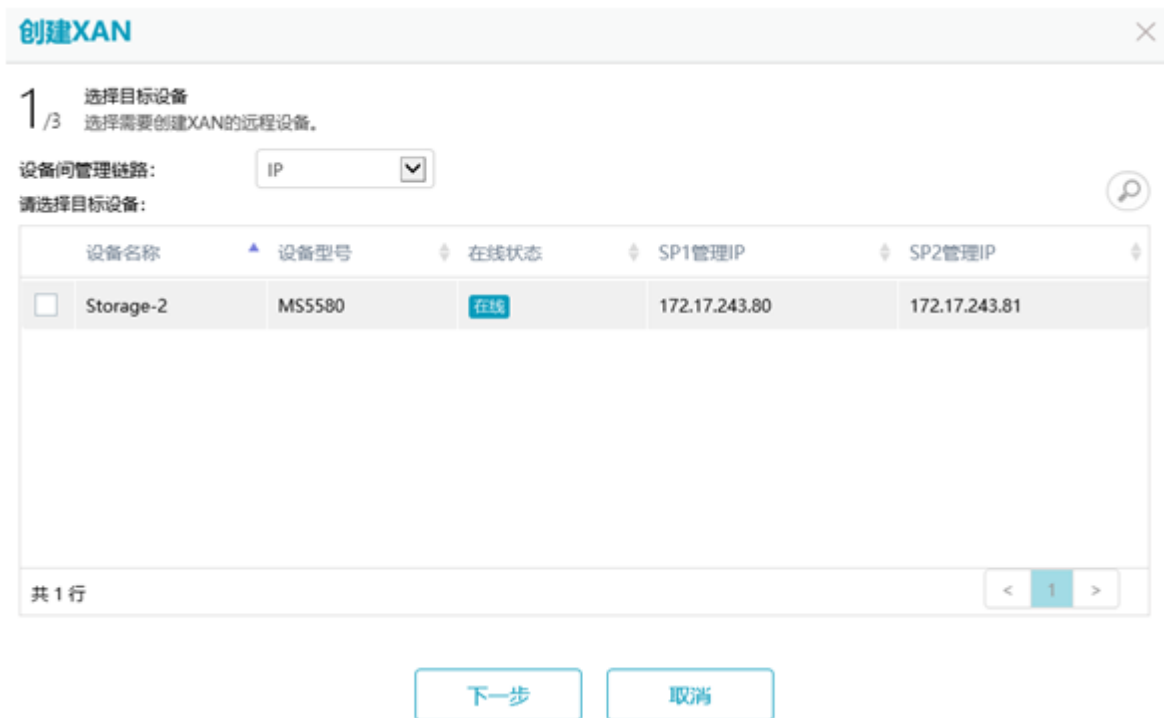 创建XAN
1/3 选择目标设备
选择需要创建XAN的远程设备。
设备间管理链路： IP
请选择目标设备：
设备名称 设备型号 在线状态 SP1管理IP SP2管理IP
Storage-2 MS5580 在线 172.17.243.80 172.17.243.81
共 1 行 < 1 >
下一步 取消